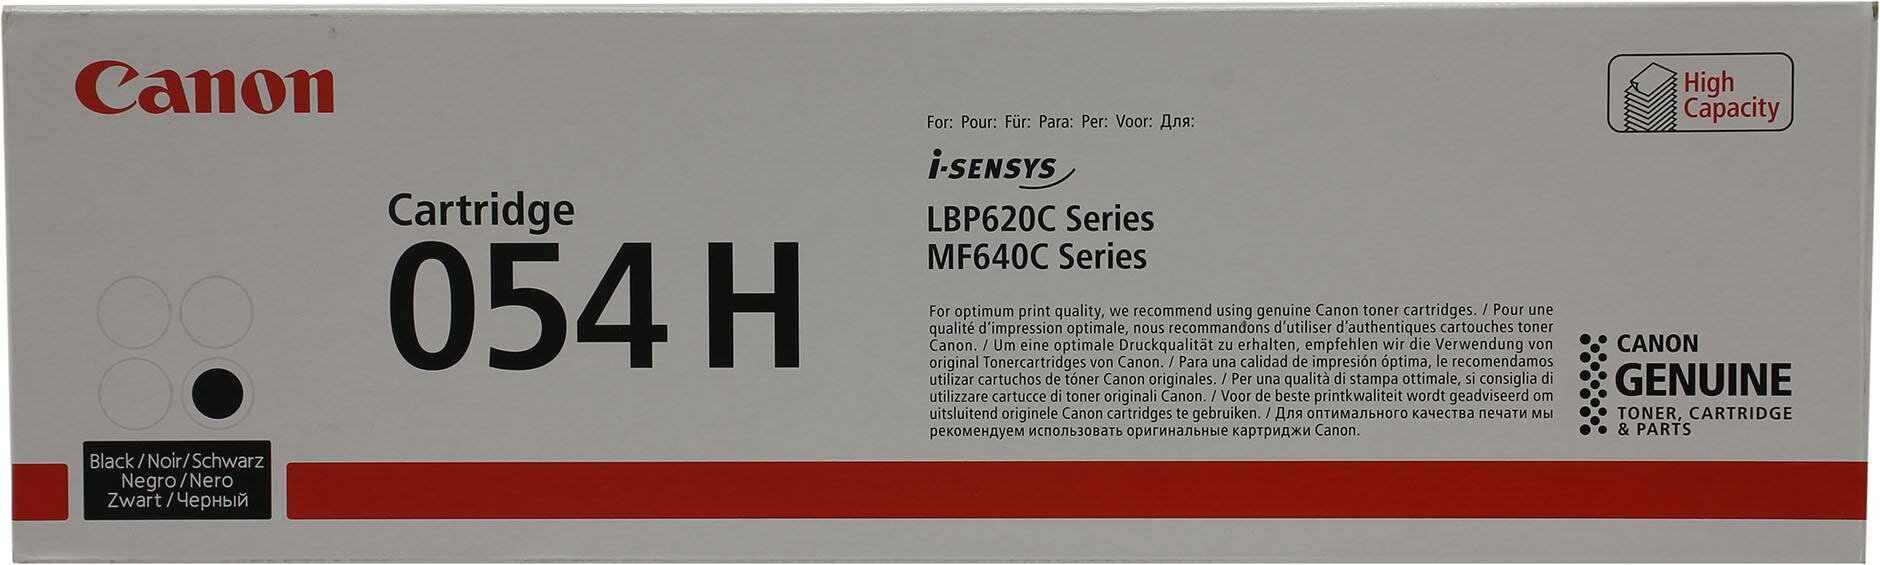 Canon
High
Capacity
For: Pour: Für: Para: Per: Voor: Для:
i-SENSYS
Cartridge
054 H
LBP620C Series
MF640C Series
For optimum print quality, we recommend using genuine Canon toner cartridges. / Pour une
qualité d'impression optimale, nous recommandons d'utiliser d'authentiques cartouches toner
Canon. / Um eine optimale Druckqualität zu erhalten, empfehlen wir die Verwendung von
original Tonercartridges von Canon. / Para una calidad de impresión óptima, le recomendamos
utilizar cartuchos de tóner Canon originales. / Per una qualità di stampa ottimale, si consiglia di
utilizzare cartucce di toner originali Canon. / Voor de beste printkwaliteit wordt geadviseerd om
uitsluitend originele Canon cartridges te gebruiken. / Для оптимального качества печати мы
рекомендуем использовать оригинальные картриджи Canon.
CANON
GENUINE
TONER, CARTRIDGE
& PARTS
Black/Noir/Schwarz
Negro/Nero
Zwart/Черный